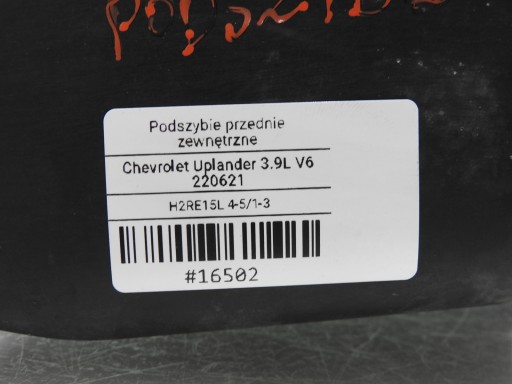 Podszybie przednie
zewnętrzne
Chevrolet Uplander 3.9L V6
220621
H2RE15L 4-5/1-3
#16502